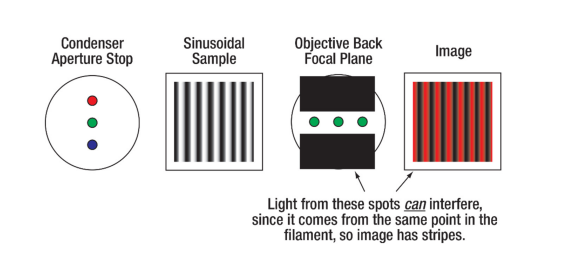 Condenser
Aperture Stop
Sinusoidal
Sample
Objective Back
Focal Plane
Image
Light from these spots can interfere,
since it comes from the same point in the
filament, so image has stripes.